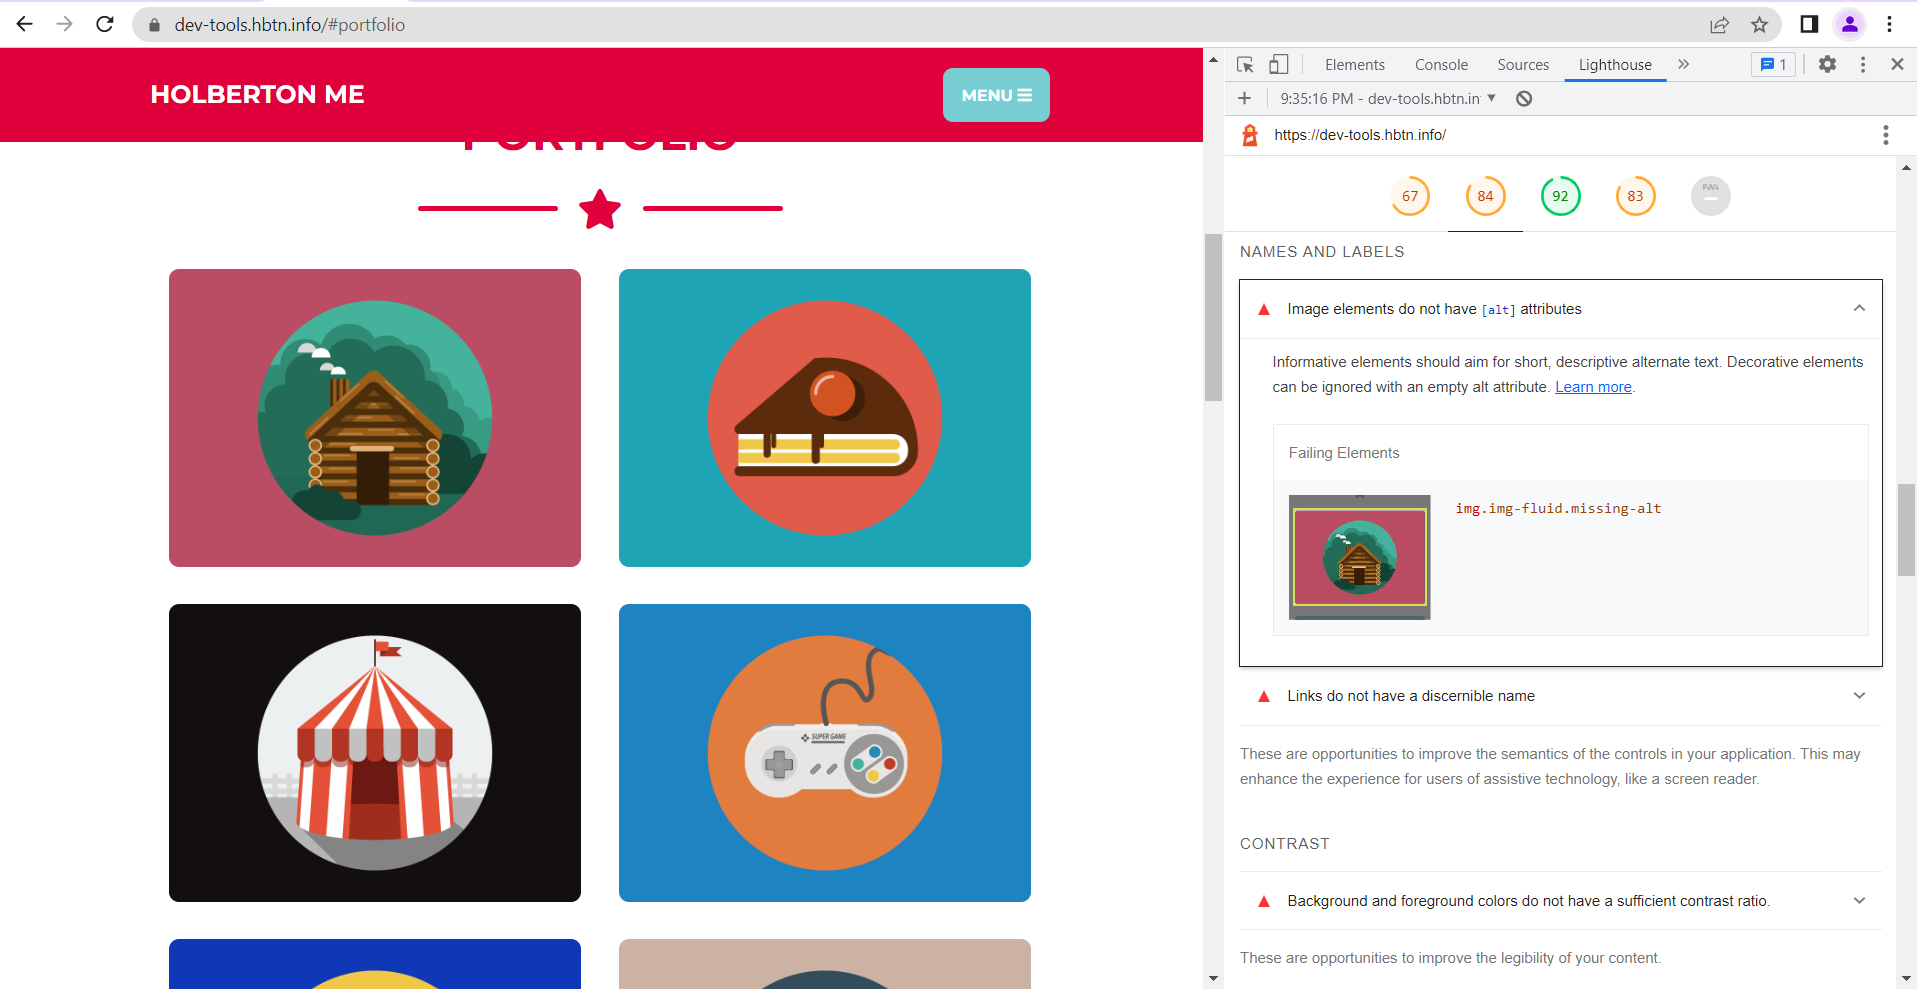 dev-tools.hbtn.info/#portfolio
HOLBERTON ME
MENU
PORTFOLIO
SUPER GAME
Elements Console Sources Lighthouse 1
9:35:16 PM - dev-tools.hbtn.in
https://dev-tools.hbtn.info/
67 84 92 83 PWA
NAMES AND LABELS
Image elements do not have [alt] attributes
Informative elements should aim for short, descriptive alternate text. Decorative elements
can be ignored with an empty alt attribute. Learn more.
Failing Elements
img.img-fluid.missing-alt
Links do not have a discernible name
These are opportunities to improve the semantics of the controls in your application. This may
enhance the experience for users of assistive technology, like a screen reader.
CONTRAST
Background and foreground colors do not have a sufficient contrast ratio.
These are opportunities to improve the legibility of your content.